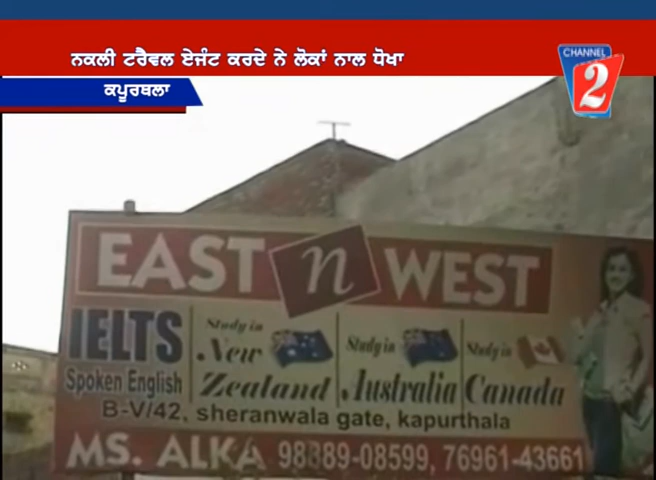 ਨਕਲੀ ਟਰੈਵਲ ਏਜੰਟ ਕਰਦੇ ਨੇ ਲੋਕਾਂ ਨਾਲ ਧੋਖਾ
CHANNEL
2
ਕਪੂਰਥਲਾ
EAST n WEST
IELTS
Spoken English
Study in
New
Zealand
Study in
Australia
Study in
Canada
B-V/42, sheranwala gate, kapurthala
MS. ALKA 98889-08599, 76961-43661